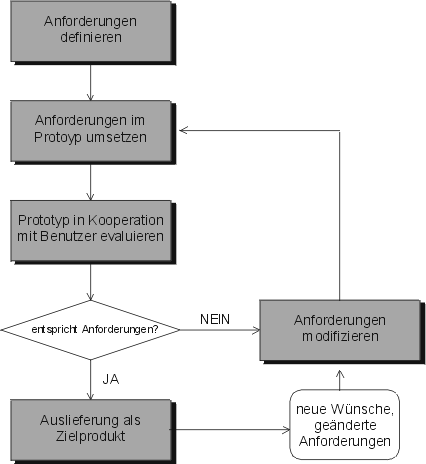 Anforderungen
definieren
Anforderungen im
Protoyp umsetzen
Prototyp in Kooperation
mit Benutzer evaluieren
entspricht Anforderungen?
NEIN
Anforderungen
modifizieren
JA
Auslieferung als
Zielprodukt
neue Wünsche,
geänderte
Anforderungen